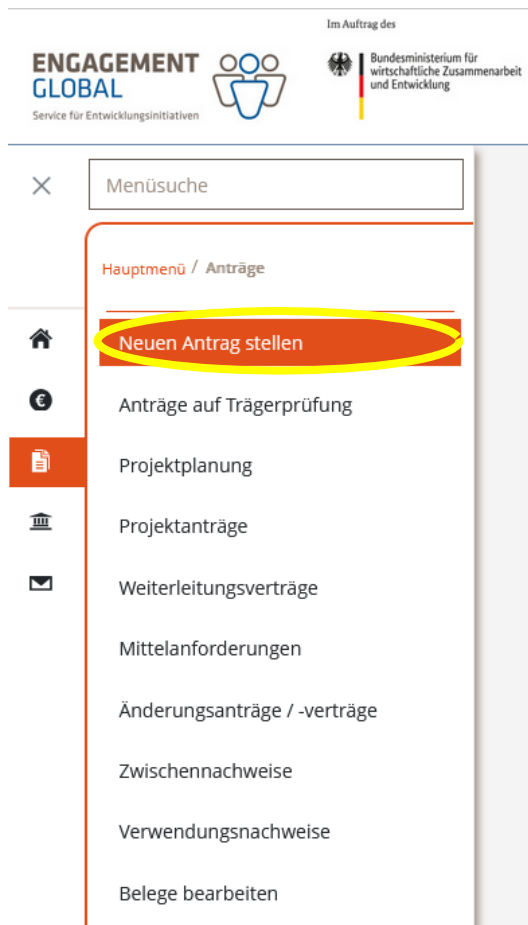 Im Auftrag des
ENGAGEMENT
GLOBAL
Service für Entwicklungsinitiativen
Bundesministerium für
wirtschaftliche Zusammenarbeit
und Entwicklung
Menüsuche
Hauptmenü / Anträge
Neuen Antrag stellen
Anträge auf Trägerprüfung
Projektplanung
Projektanträge
Weiterleitungsverträge
Mittelanforderungen
Änderungsanträge / -verträge
Zwischennachweise
Verwendungsnachweise
Belege bearbeiten